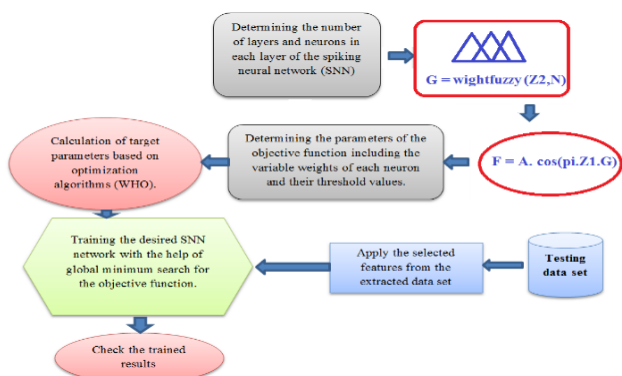 Determining the number
of layers and neurons in
each layer of the spiking
neural network (SNN)
G = wightfuzzy (Z2,N)
F = A. cos(pi.Z1.G)
Determining the parameters of the
objective function including the
variable weights of each neuron
and their threshold values.
Calculation of target
parameters based on
optimization
algorithms (WHO).
Training the desired SNN
network with the help of
global minimum search for
the objective function.
Apply the selected
features from the
extracted data set
Testing
data set
Check the trained
results